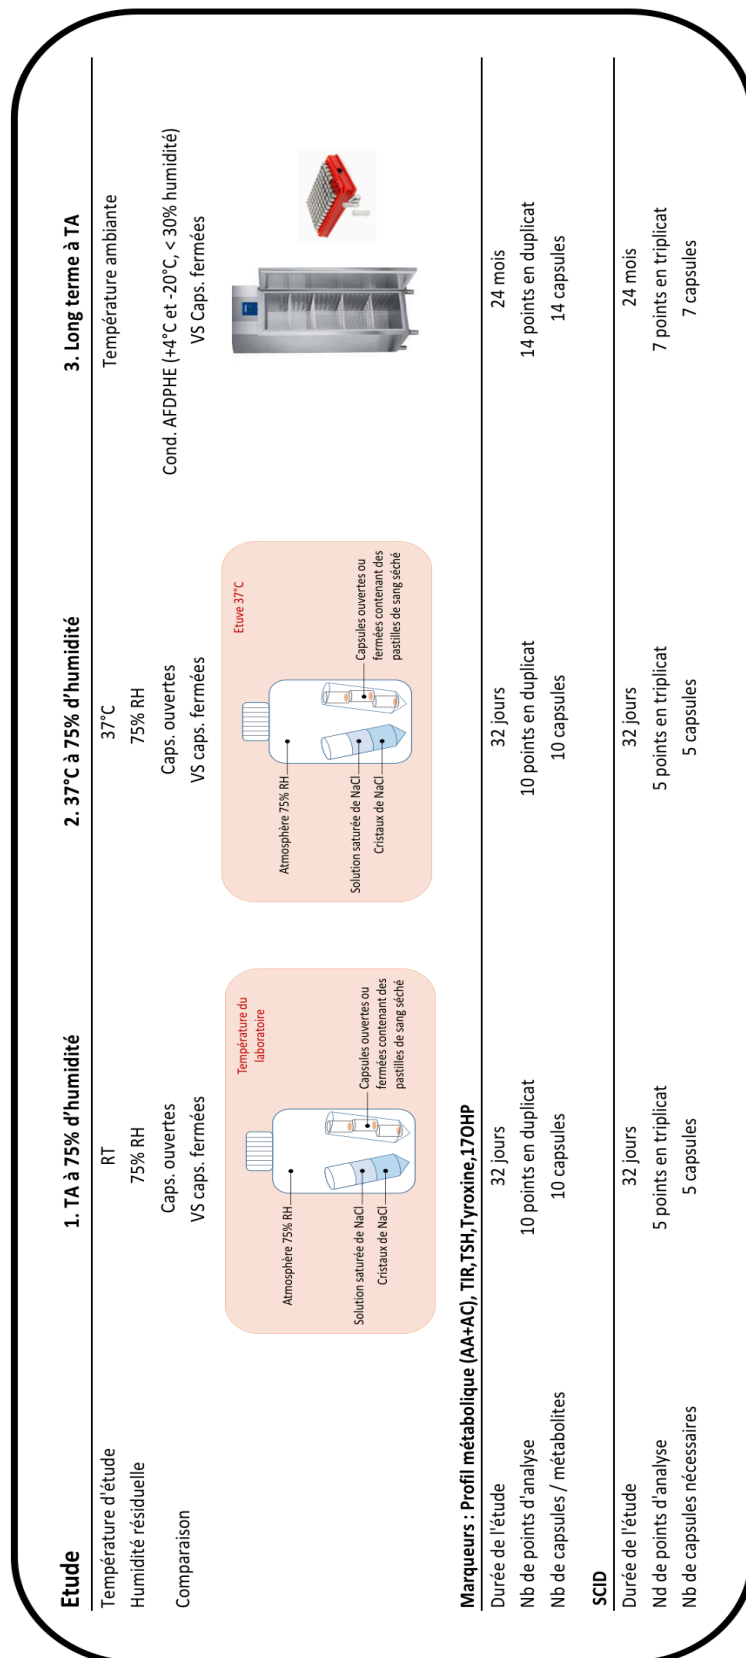 Etude 1. TA à 75% d'humidité 2. 37°C à 75% d'humidité 3. Long terme à TA
Température d'étude RT 37°C Température ambiante
Humidité résiduelle 75% RH 75% RH
Comparaison Caps. ouvertes Caps. ouvertes Cond. AFDPHE (+4°C et -20°C, < 30% humidité)
VS caps. fermées VS caps. fermées VS Caps. fermées
Température du
laboratoire
Atmosphère 75% RH
Solution saturée de NaCl
Cristaux de NaCl
Capsules ouvertes ou
fermées contenant des
pastilles de sang séché
Etuve 37°C
Atmosphère 75% RH
Solution saturée de NaCl
Cristaux de NaCl
Capsules ouvertes ou
fermées contenant des
pastilles de sang séché
Marqueurs : Profil métabolique (AA+AC), TIR,TSH,Tyroxine,17OHP
Durée de l'étude 32 jours 32 jours 24 mois
Nb de points d'analyse 10 points en duplicat 10 points en duplicat 14 points en duplicat
Nb de capsules / métabolites 10 capsules 10 capsules 14 capsules
SCID
Durée de l'étude 32 jours 32 jours 24 mois
Nd de points d'analyse 5 points en triplicat 5 points en triplicat 7 points en triplicat
Nb de capsules nécessaires 5 capsules 5 capsules 7 capsules